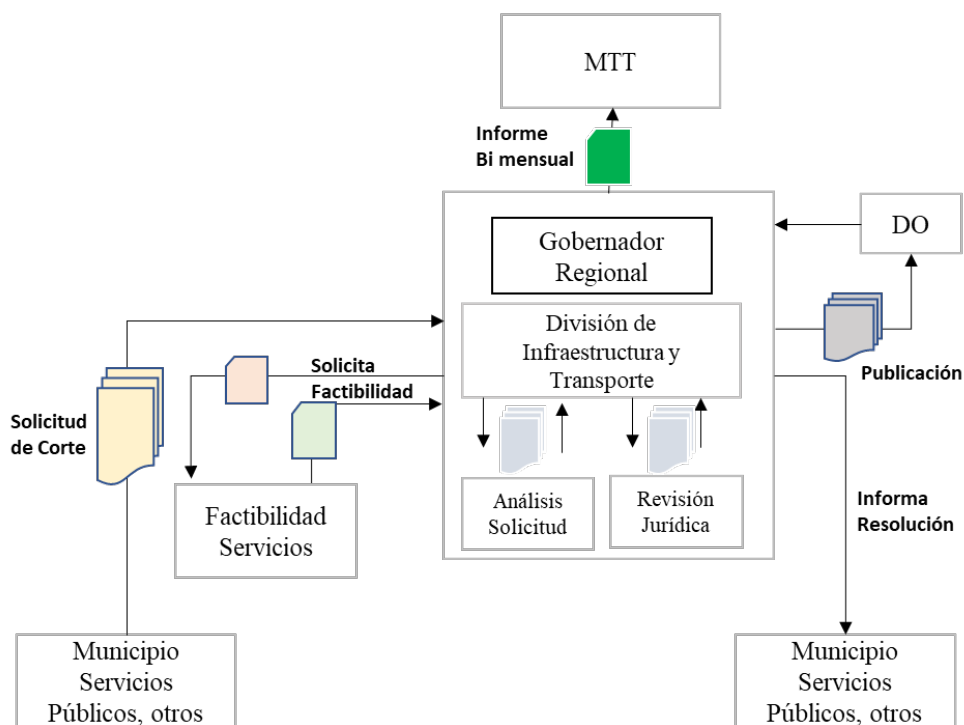 MTT
Informe
Bi mensual
Gobernador
Regional
DO
División de
Infraestructura y
Transporte
Publicación
Solicita
Factibilidad
Solicitud
de Corte
Factibilidad
Servicios
Análisis
Solicitud
Revisión
Jurídica
Informa
Resolución
Municipio
Servicios
Públicos, otros
Municipio
Servicios
Públicos, otros